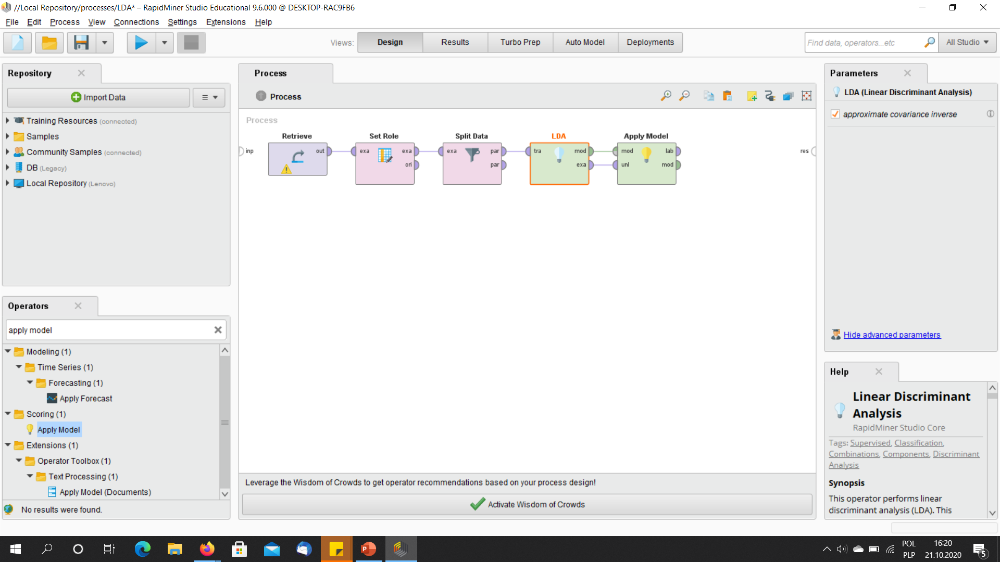 //Local Repository/processes/LDA* – RapidMiner Studio Educational 9.6.000 @ DESKTOP-RAC9FB6
File Edit Process View Connections Settings Extensions Help
Views: Design Results Turbo Prep Auto Model Deployments
Find data, operators...etc
All Studio
Repository
Import Data
Training Resources (connected)
Samples
Community Samples (connected)
DB (Legacy)
Local Repository (Lenovo)
Operators
apply model
Modeling (1)
Time Series (1)
Forecasting (1)
Apply Forecast
Scoring (1)
Apply Model
Extensions (1)
Operator Toolbox (1)
Text Processing (1)
Apply Model (Documents)
No results were found.
Process
Process
Process
Retrieve Set Role Split Data LDA Apply Model
inp out exa exa exa par tra mod mod lab res
ori par exa unl mod
Leverage the Wisdom of Crowds to get operator recommendations based on your process design!
Activate Wisdom of Crowds
Parameters
LDA (Linear Discriminant Analysis)
approximate covariance inverse
Hide advanced parameters
Help
Linear Discriminant
Analysis
RapidMiner Studio Core
Tags: Supervised, Classification,
Combinations, Components, Discriminant
Analysis
Synopsis
This operator performs linear
discriminant analysis (LDA). This
POL
PLP
16:20
21.10.2020
5